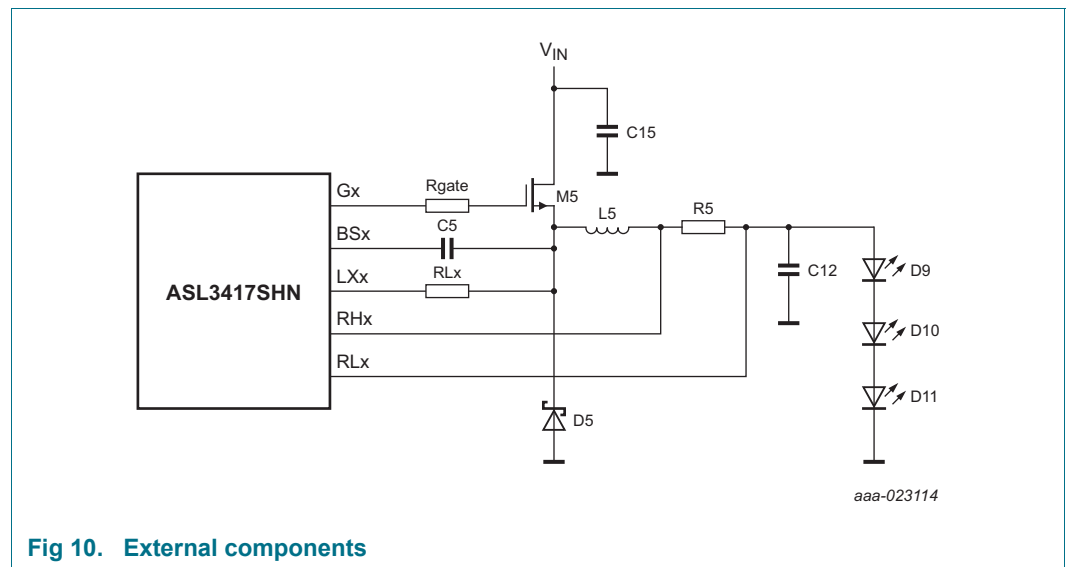 VIN
C15
Gx
Rgate
M5
L5
R5
BSx
C5
C12
D9
LXx
RLx
ASL3417SHN
RHx
D10
RLx
D11
D5
aaa-023114
Fig 10. External components